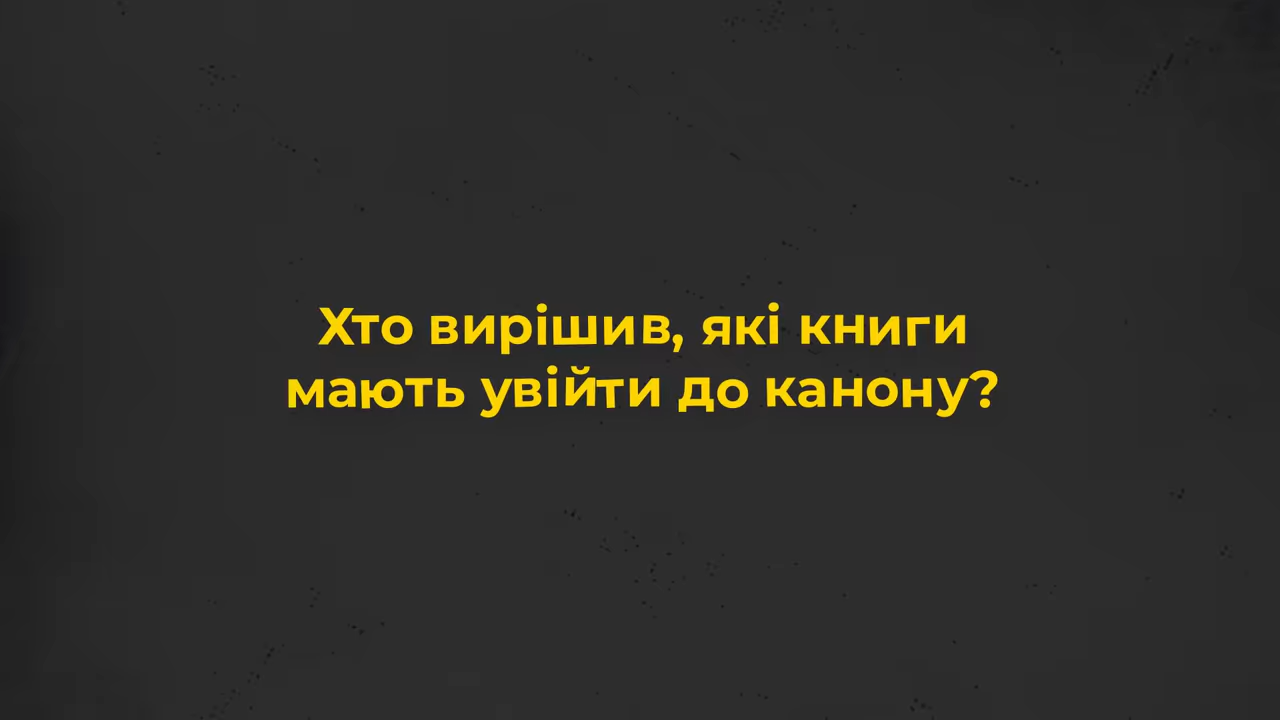 Хто вирішив, які книги
мають увійти до канону?